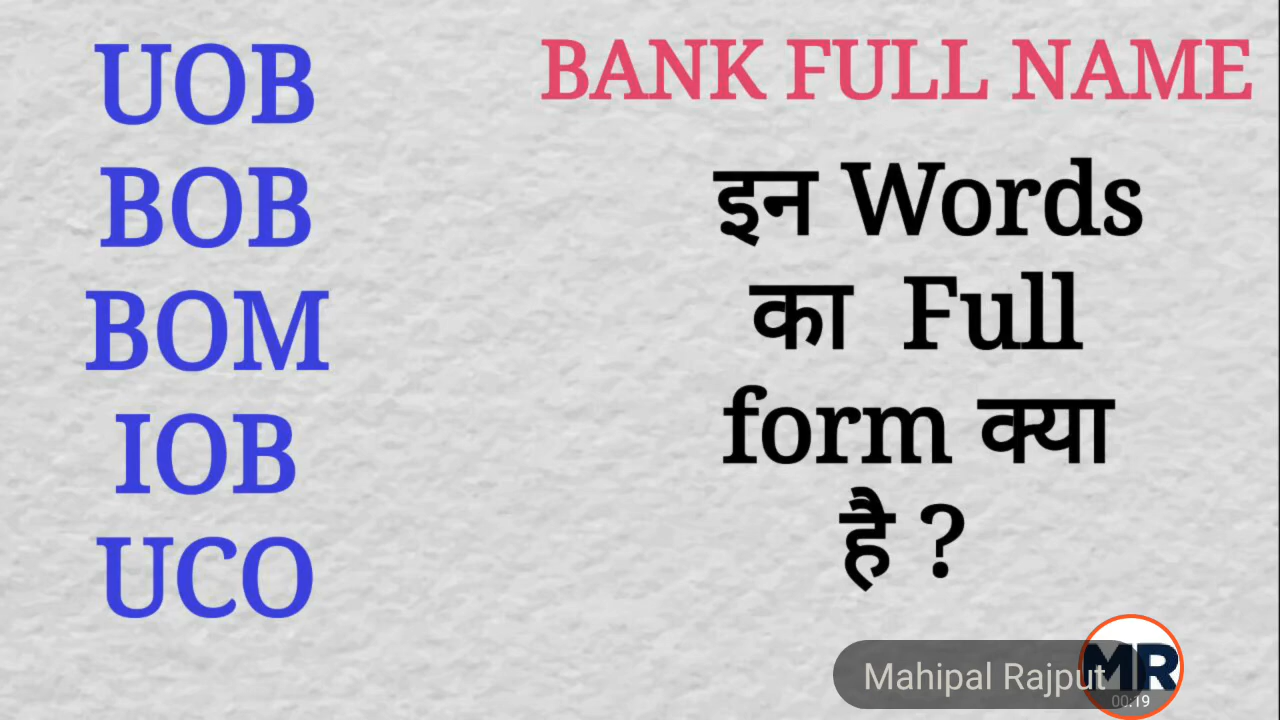 UOB
BOB
BOM
IOB
UCO
BANK FULL NAME
इन Words
का Full
form क्या
है ?
Mahipal Rajput
MR
00:19